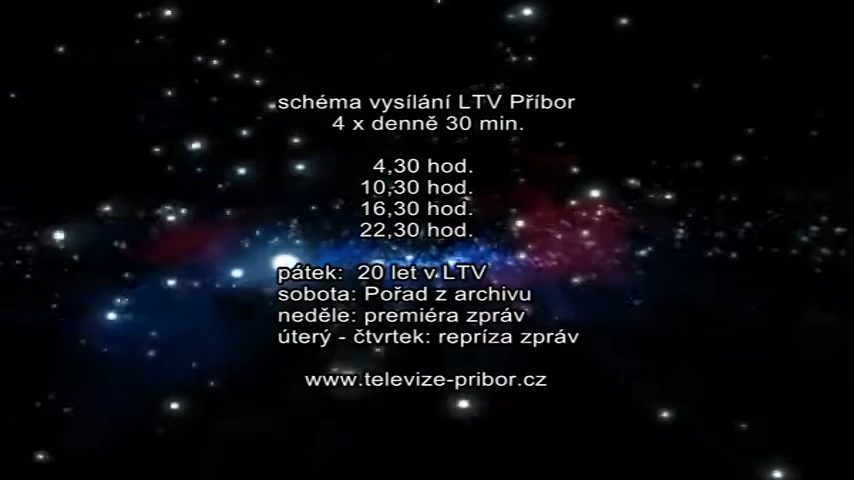 schéma vysílání LTV Příbor
4 x denně 30 min.
4,30 hod.
10,30 hod.
16,30 hod.
22,30 hod.
pátek: 20 let v LTV
sobota: Pořad z archivu
neděle: premiéra zpráv
úterý - čtvrtek: repríza zpráv
www.televize-pribor.cz